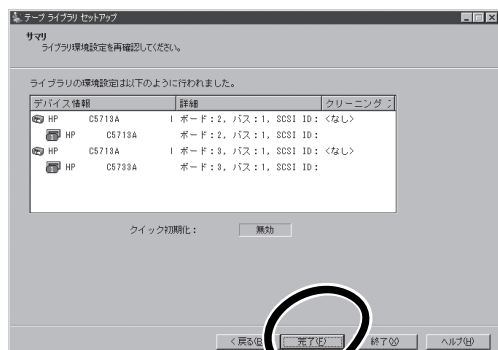 テープ ライブラリ セットアップ
サマリ
ライブラリ環境設定を再確認してください。
ライブラリの環境設定は以下のように行われました。
デバイス情報 詳細 クリーニング
HP C5713A ボード：2, バス：1, SCSI ID： <なし>
HP C5713A ボード：2, バス：1, SCSI ID：
HP C5713A ボード：3, バス：1, SCSI ID： <なし>
HP C5733A ボード：3, バス：1, SCSI ID：
クイック初期化： 無効
< 戻る(B) 完了(F) 終了(X) ヘルプ(H)